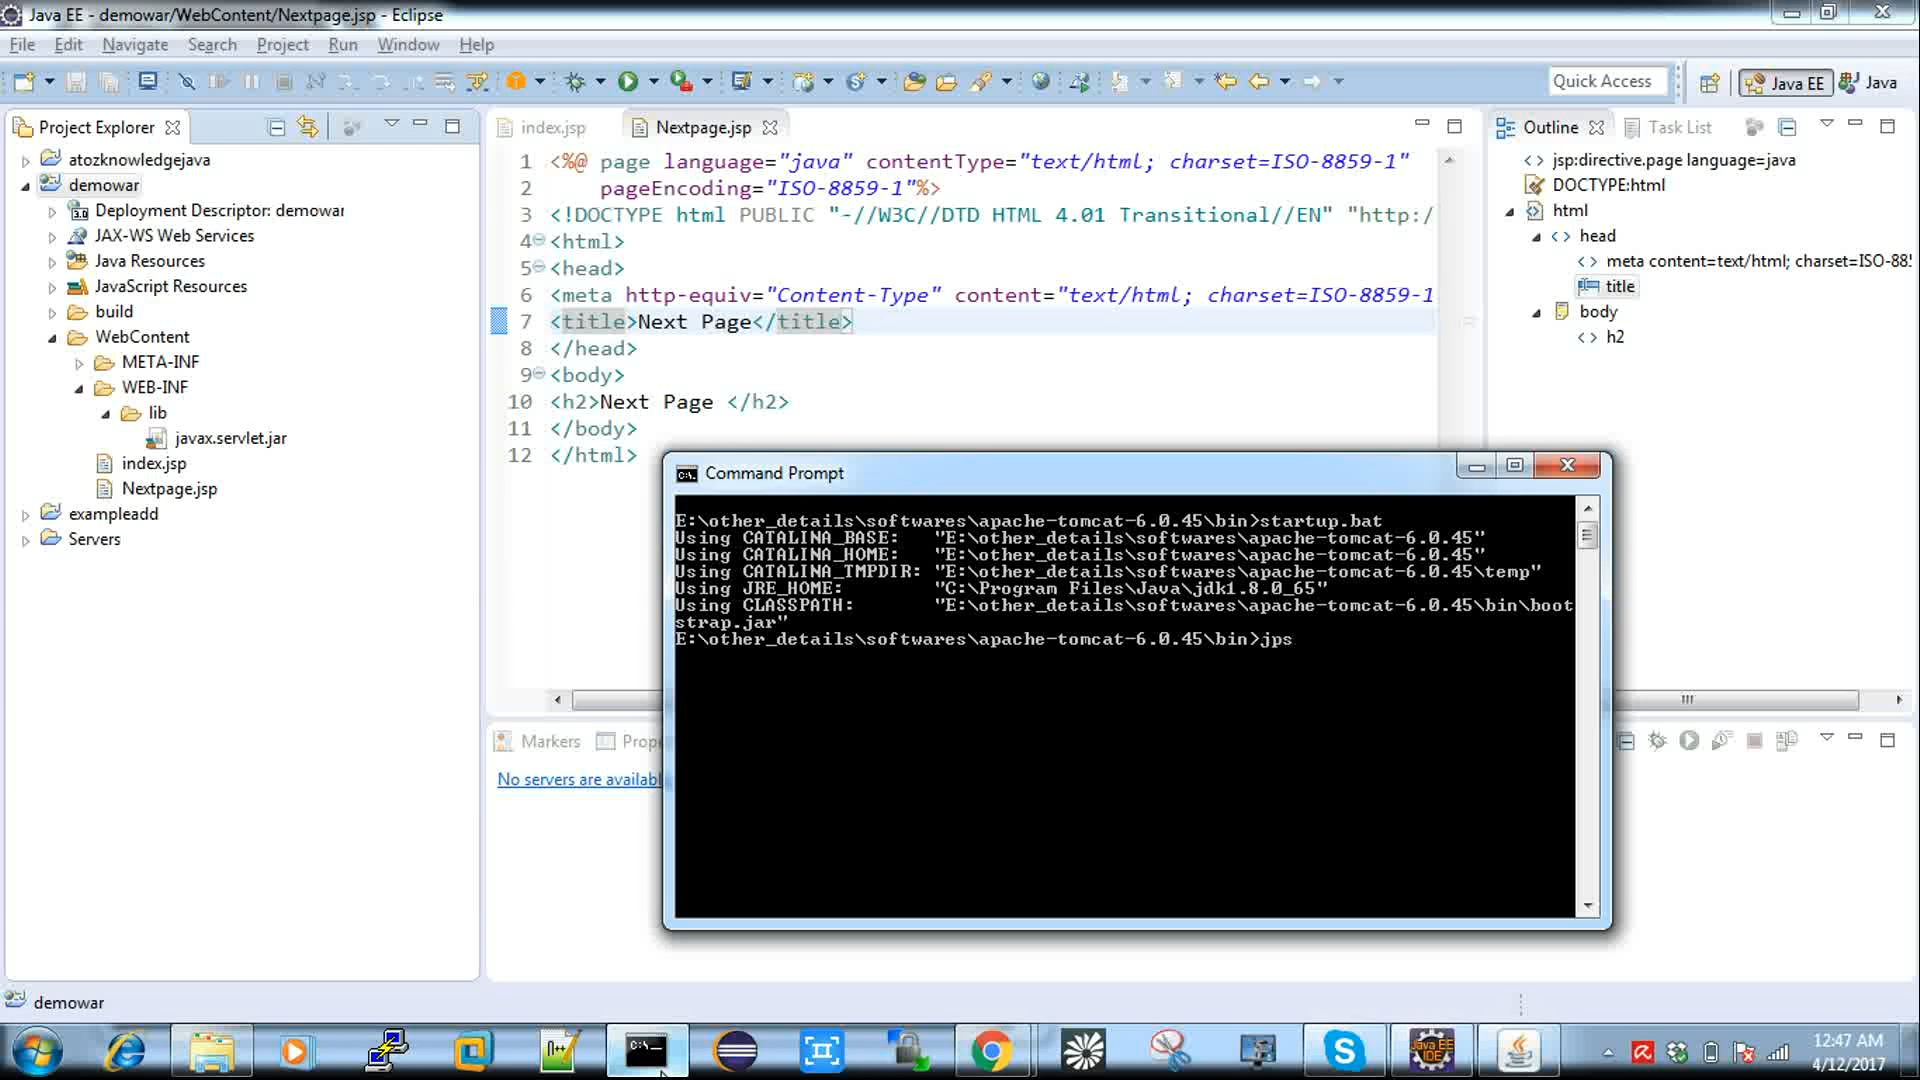 Java EE - demowar/WebContent/Nextpage.jsp - Eclipse
File Edit Navigate Search Project Run Window Help
Quick Access
Java EE
Java
Project Explorer
atozknowledgejava
demowar
3.0
Deployment Descriptor: demowar
JAX-WS Web Services
Java Resources
JavaScript Resources
build
WebContent
META-INF
WEB-INF
lib
javax.servlet.jar
index.jsp
Nextpage.jsp
exampleadd
Servers
index.jsp
Nextpage.jsp
1 <%@ page language="java" contentType="text/html; charset=ISO-8859-1"
2 pageEncoding="ISO-8859-1"%>
3 <!DOCTYPE html PUBLIC "-//W3C//DTD HTML 4.01 Transitional//EN" "http:/
4 <html>
5 <head>
6 <meta http-equiv="Content-Type" content="text/html; charset=ISO-8859-1
7 <title>Next Page</title>
8 </head>
9 <body>
10 <h2>Next Page </h2>
11 </body>
12 </html>
Outline
Task List
jsp:directive.page language=java
DOCTYPE:html
html
head
meta content=text/html; charset=ISO-88
title
body
h2
Markers
Prop
No servers are availabl
Command Prompt
E:\other_details\softwares\apache-tomcat-6.0.45\bin>startup.bat
Using CATALINA_BASE: "E:\other_details\softwares\apache-tomcat-6.0.45"
Using CATALINA_HOME: "E:\other_details\softwares\apache-tomcat-6.0.45"
Using CATALINA_TMPDIR: "E:\other_details\softwares\apache-tomcat-6.0.45\temp"
Using JRE_HOME: "C:\Program Files\Java\jdk1.8.0_65"
Using CLASSPATH: "E:\other_details\softwares\apache-tomcat-6.0.45\bin\boot
strap.jar"
E:\other_details\softwares\apache-tomcat-6.0.45\bin>jps
demowar
Java EE
IDE
12:47 AM
4/12/2017